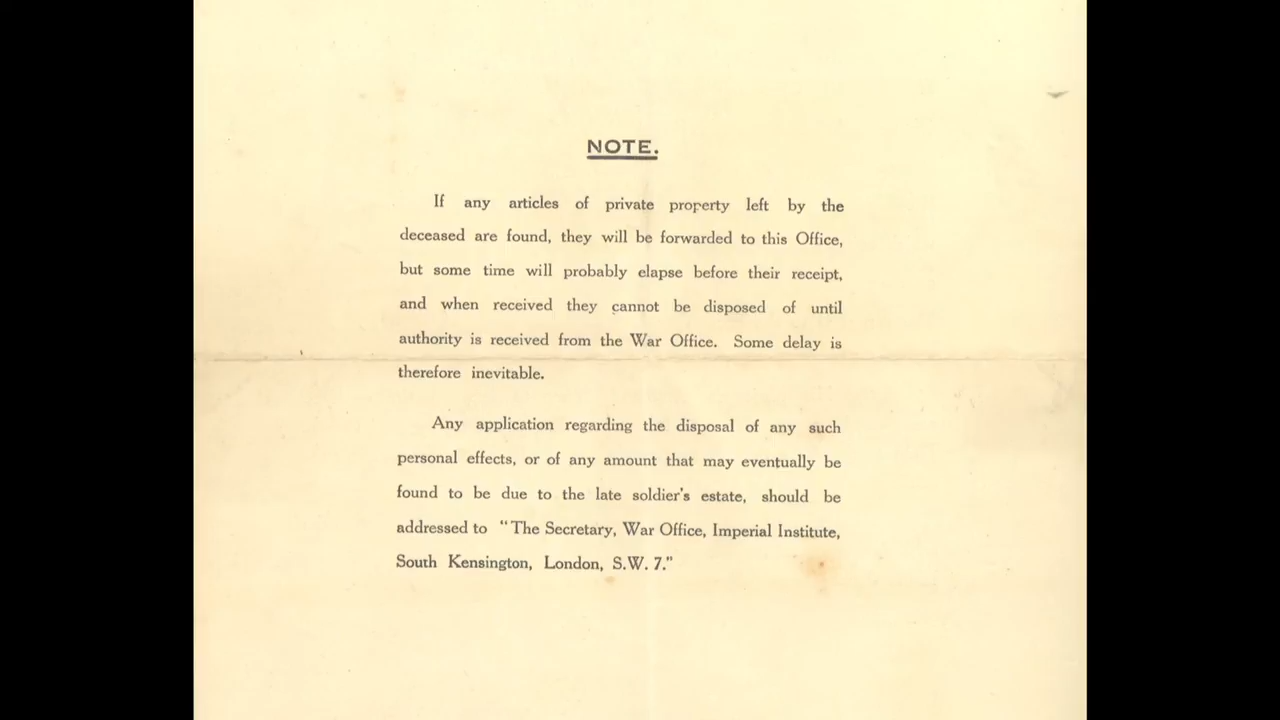 NOTE.
If any articles of private property left by the
deceased are found, they will be forwarded to this Office,
but some time will probably elapse before their receipt,
and when received they cannot be disposed of until
authority is received from the War Office. Some delay is
therefore inevitable.
Any application regarding the disposal of any such
personal effects, or of any amount that may eventually be
found to be due to the late soldier's estate, should be
addressed to "The Secretary, War Office, Imperial Institute,
South Kensington, London, S.W. 7."